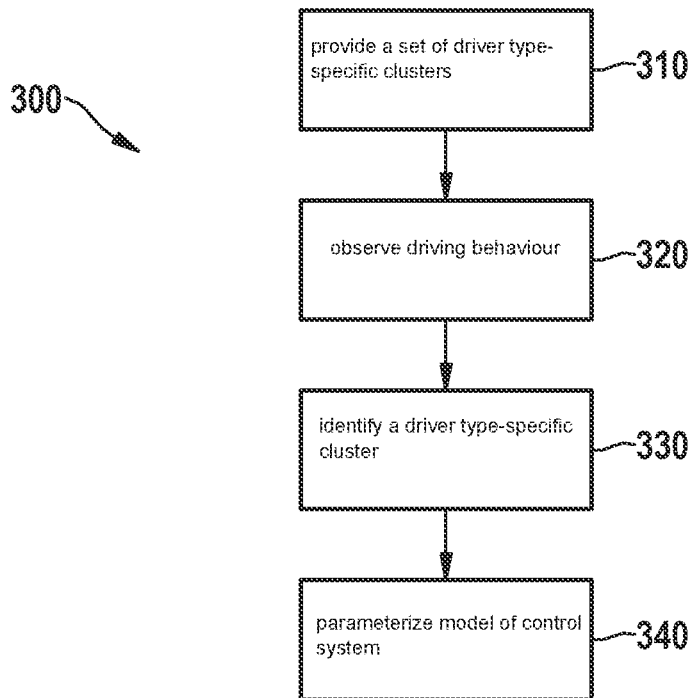 provide a set of driver type-
specific clusters
310
300
observe driving behaviour
320
identify a driver type-specific
cluster
330
parameterize model of control
system
340